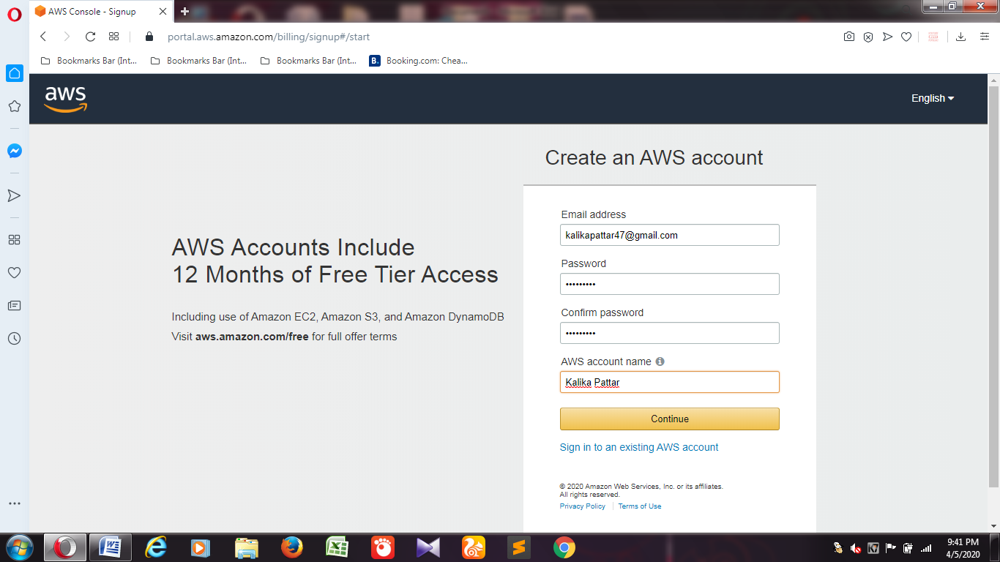 AWS Console - Signup
portal.aws.amazon.com/billing/signup#/start
Bookmarks Bar (Int... Bookmarks Bar (Int... Bookmarks Bar (Int... B. Booking.com: Chea...
aws
English
Create an AWS account
AWS Accounts Include
12 Months of Free Tier Access
Including use of Amazon EC2, Amazon S3, and Amazon DynamoDB
Visit aws.amazon.com/free for full offer terms
Email address
kalikapattar47@gmail.com
Password
•••••••••
Confirm password
•••••••••
AWS account name
Kalika Pattar
Continue
Sign in to an existing AWS account
© 2020 Amazon Web Services, Inc. or its affiliates.
All rights reserved.
Privacy Policy | Terms of Use
9:41 PM
4/5/2020